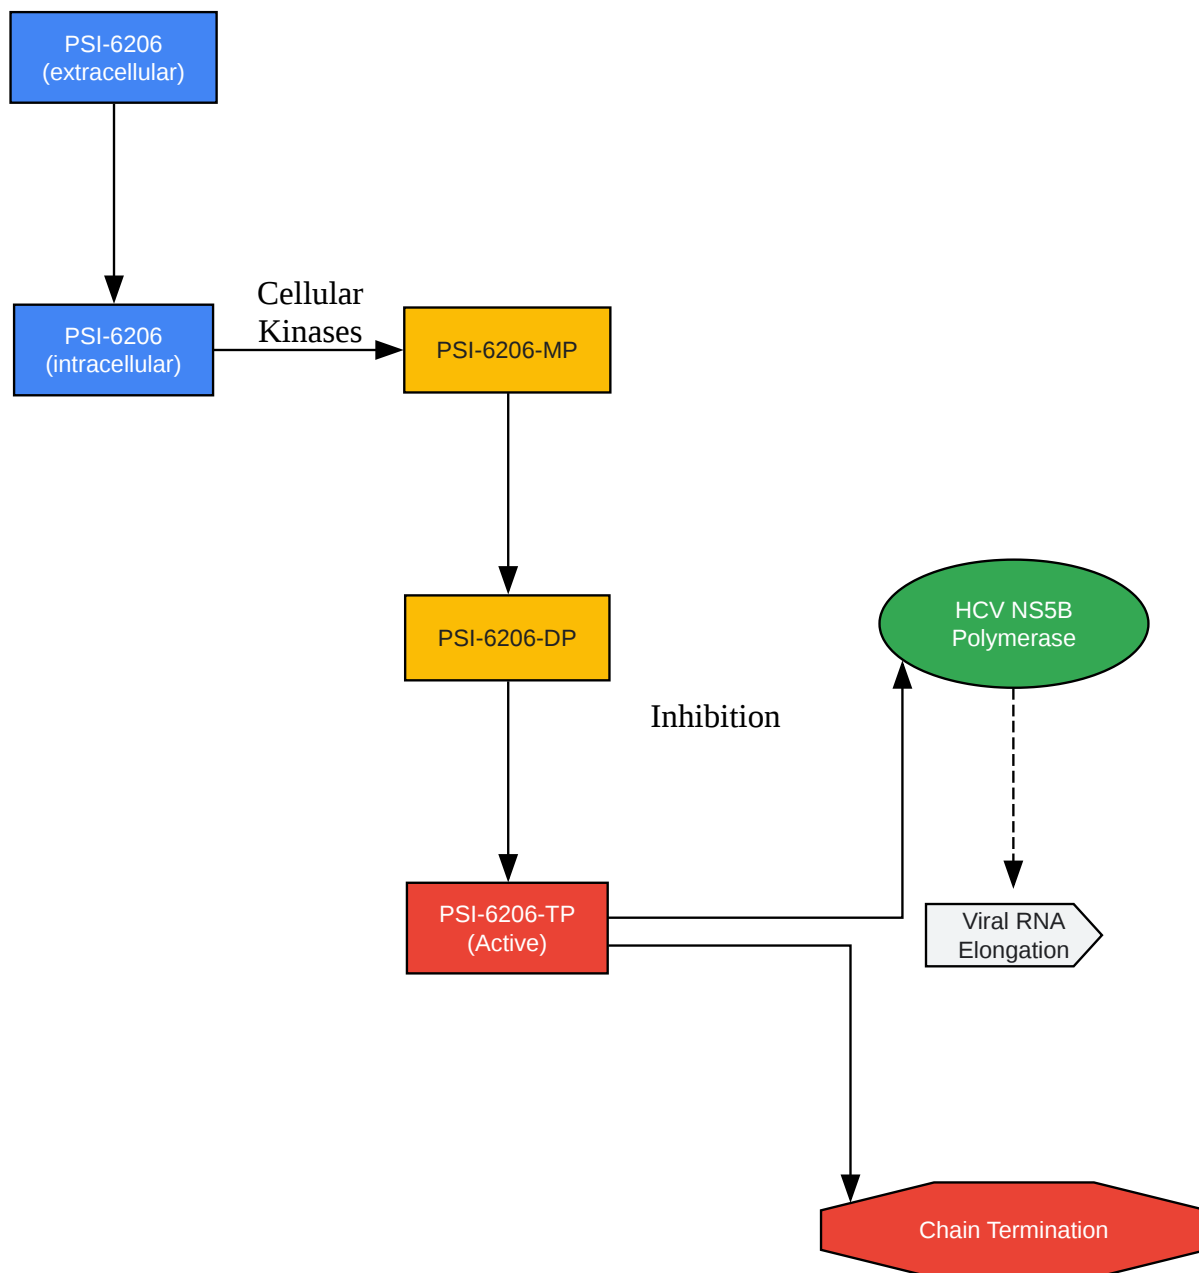 PSI-6206
(extracellular)
Cellular
Kinases
PSI-6206
(intracellular)
PSI-6206-MP
PSI-6206-DP
HCV NS5B
Polymerase
Inhibition
PSI-6206-TP
(Active)
Viral RNA
Elongation
Chain Termination